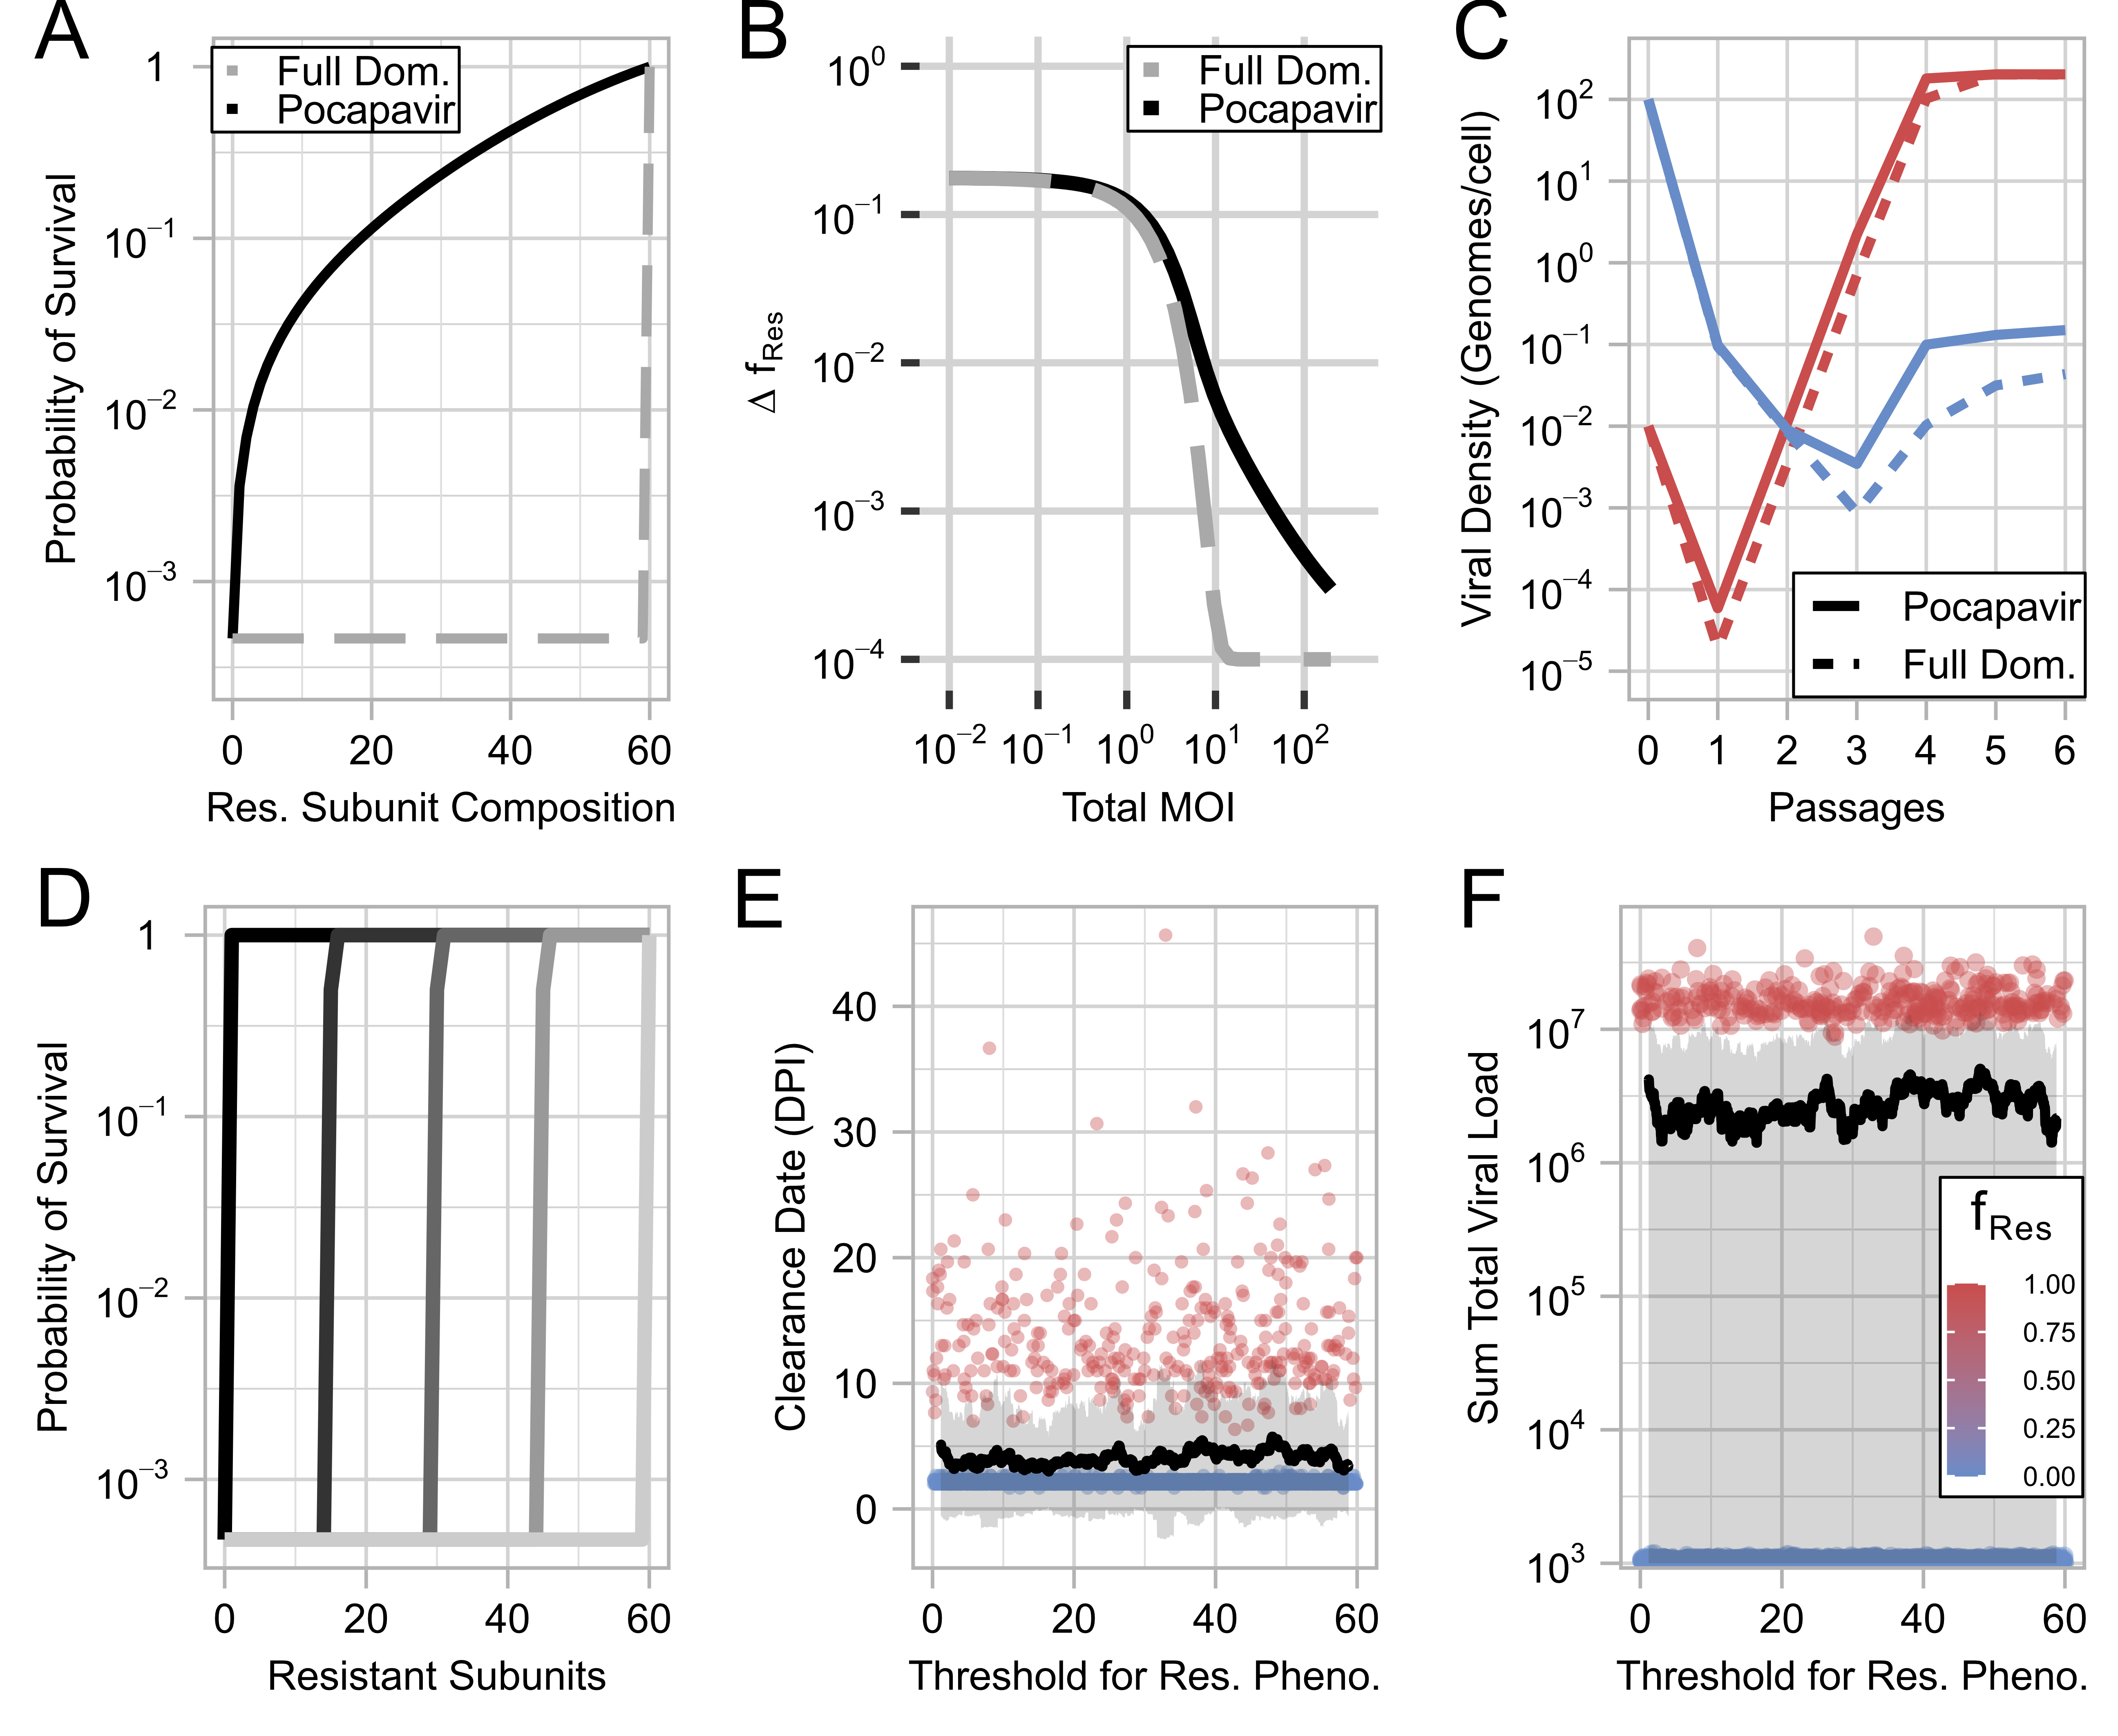 A
Probability of Survival
1
10⁻¹
10⁻²
10⁻³
Full Dom.
Pocapavir
0 20 40 60
Res. Subunit Composition
B
Δ fRes
10⁰
10⁻¹
10⁻²
10⁻³
10⁻⁴
Full Dom.
Pocapavir
10⁻² 10⁻¹ 10⁰ 10¹ 10²
Total MOI
C
Viral Density (Genomes/cell)
10²
10¹
10⁰
10⁻¹
10⁻²
10⁻³
10⁻⁴
10⁻⁵
Pocapavir
Full Dom.
0 1 2 3 4 5 6
Passages
D
Probability of Survival
1
10⁻¹
10⁻²
10⁻³
0 20 40 60
Resistant Subunits
E
Clearance Date (DPI)
40
30
20
10
0
0 20 40 60
Threshold for Res. Pheno.
F
Sum Total Viral Load
10⁷
10⁶
10⁵
10⁴
10³
fRes
1.00
0.75
0.50
0.25
0.00
0 20 40 60
Threshold for Res. Pheno.